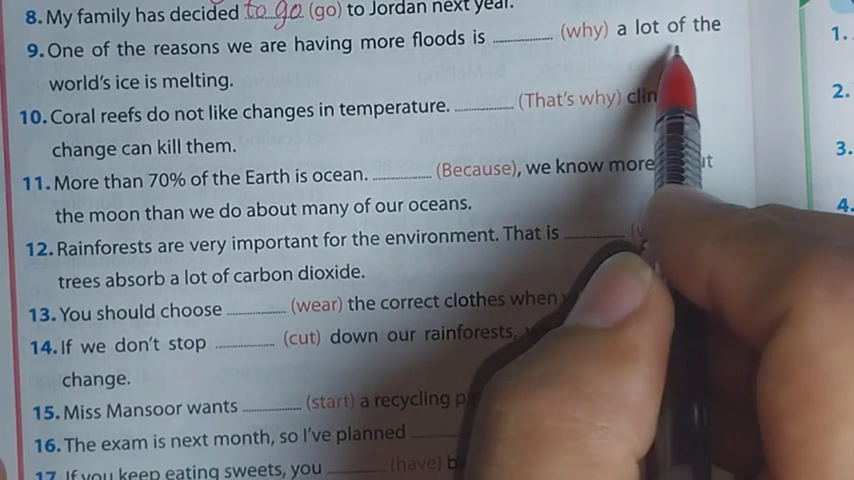 8. My family has decided to go (go) to Jordan next year.
9. One of the reasons we are having more floods is ............ (why) a lot of the
world's ice is melting.
10. Coral reefs do not like changes in temperature. ............ (That's why)
change can kill them.
11. More than 70% of the Earth is ocean. ............ (Because), we know more
the moon than we do about many of our oceans.
12. Rainforests are very important for the environment. That is ............
trees absorb a lot of carbon dioxide.
13. You should choose ............ (wear) the correct clothes when
14. If we don't stop ............ (cut) down our rainforests,
change.
15. Miss Mansoor wants ............ (start) a recycling
16. The exam is next month, so I've planned ............
17. If you keep eating sweets, you ............ (have)
1.
2.
3.
4.